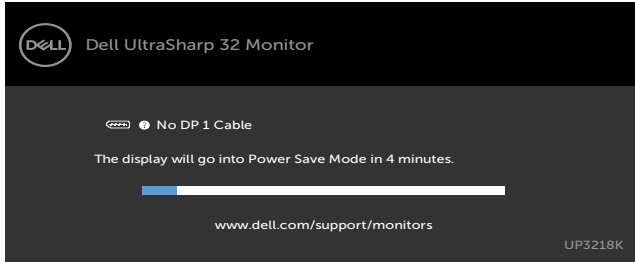 DELL
Dell UltraSharp 32 Monitor
? No DP 1 Cable
The display will go into Power Save Mode in 4 minutes.
www.dell.com/support/monitors
UP3218K